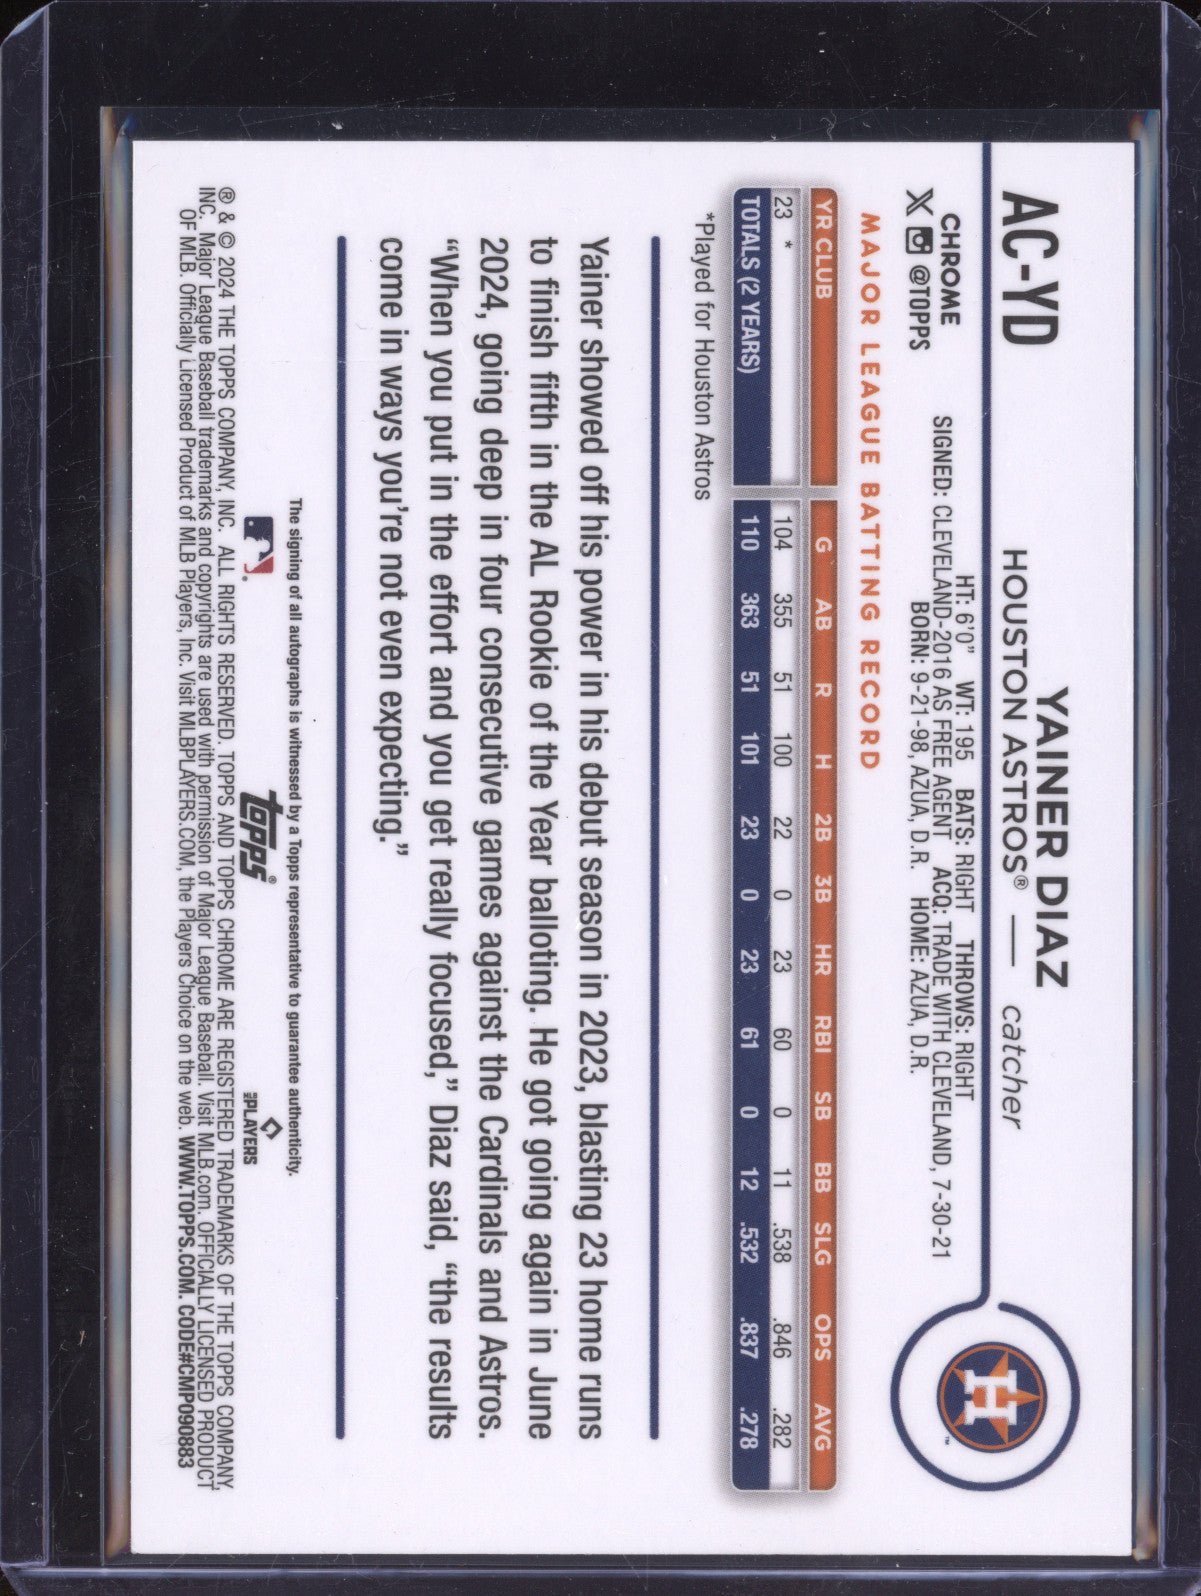 AC-YD
YAINER DIAZ
HOUSTON ASTROS® — catcher
CHROME
X @TOPPS
HT: 6'0" WT: 195 BATS: RIGHT THROWS: RIGHT
SIGNED: CLEVELAND-2016 AS FREE AGENT ACQ: TRADE WITH CLEVELAND, 7-30-21
BORN: 9-21-98, AZUA, D.R. HOME: AZUA, D.R.
H
™
MAJOR LEAGUE BATTING RECORD
YR CLUB G AB R H 2B 3B HR RBI SB BB SLG OPS AVG
23 * 104 355 51 100 22 0 23 60 0 11 .538 .846 .282
TOTALS (2 YEARS) 110 363 51 101 23 0 23 61 0 12 .532 .837 .278
*Played for Houston Astros
Yainer showed off his power in his debut season in 2023, blasting 23 home runs
to finish fifth in the AL Rookie of the Year balloting. He got going again in June
2024, going deep in four consecutive games against the Cardinals and Astros.
“When you put in the effort and you get really focused,” Diaz said, “the results
come in ways you’re not even expecting.”
The signing of all autographs is witnessed by a Topps representative to guarantee authenticity.
topps®
MLB PLAYERS
® & © 2024 THE TOPPS COMPANY, INC. ALL RIGHTS RESERVED. TOPPS AND TOPPS CHROME ARE REGISTERED TRADEMARKS OF THE TOPPS COMPANY,
INC. Major League Baseball trademarks and copyrights are used with permission of Major League Baseball. Visit MLB.com. OFFICIALLY LICENSED PRODUCT
OF MLB. Officially Licensed Product of MLB Players, Inc. Visit MLBPLAYERS.COM, the Players Choice on the web. WWW.TOPPS.COM. CODE#CMP090883